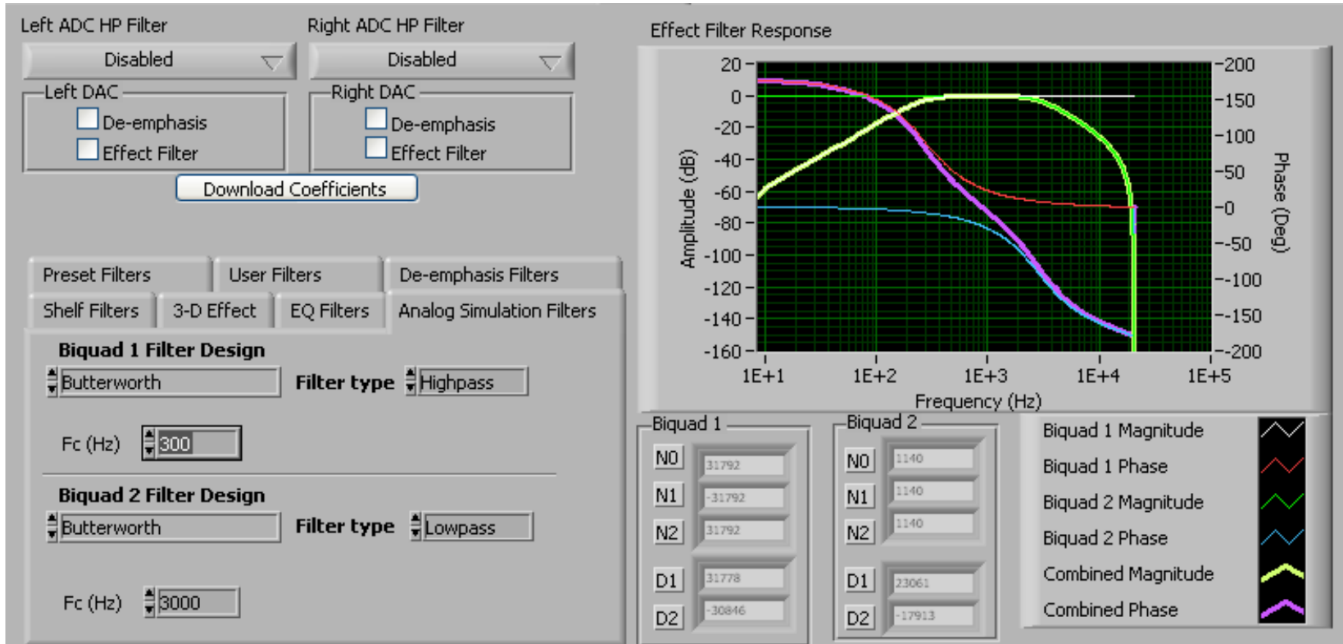 Left ADC HP Filter
Right ADC HP Filter
Disabled
Disabled
Left DAC
De-emphasis
Effect Filter
Right DAC
De-emphasis
Effect Filter
Download Coefficients
Preset Filters
User Filters
De-emphasis Filters
Shelf Filters
3-D Effect
EQ Filters
Analog Simulation Filters
Biquad 1 Filter Design
Butterworth
Filter type
Highpass
Fc (Hz)
300
Biquad 2 Filter Design
Butterworth
Filter type
Lowpass
Fc (Hz)
3000
Effect Filter Response
Amplitude (dB)
20
0
-20
-40
-60
-80
-100
-120
-140
-160
200
150
100
50
0
-50
-100
-150
-200
Phase (Deg)
1E+1
1E+2
1E+3
1E+4
1E+5
Frequency (Hz)
Biquad 1
N0
31792
N1
-31792
N2
31792
D1
31778
D2
-30846
Biquad 2
N0
1140
N1
1140
N2
1140
D1
23061
D2
-17913
Biquad 1 Magnitude
Biquad 1 Phase
Biquad 2 Magnitude
Biquad 2 Phase
Combined Magnitude
Combined Phase